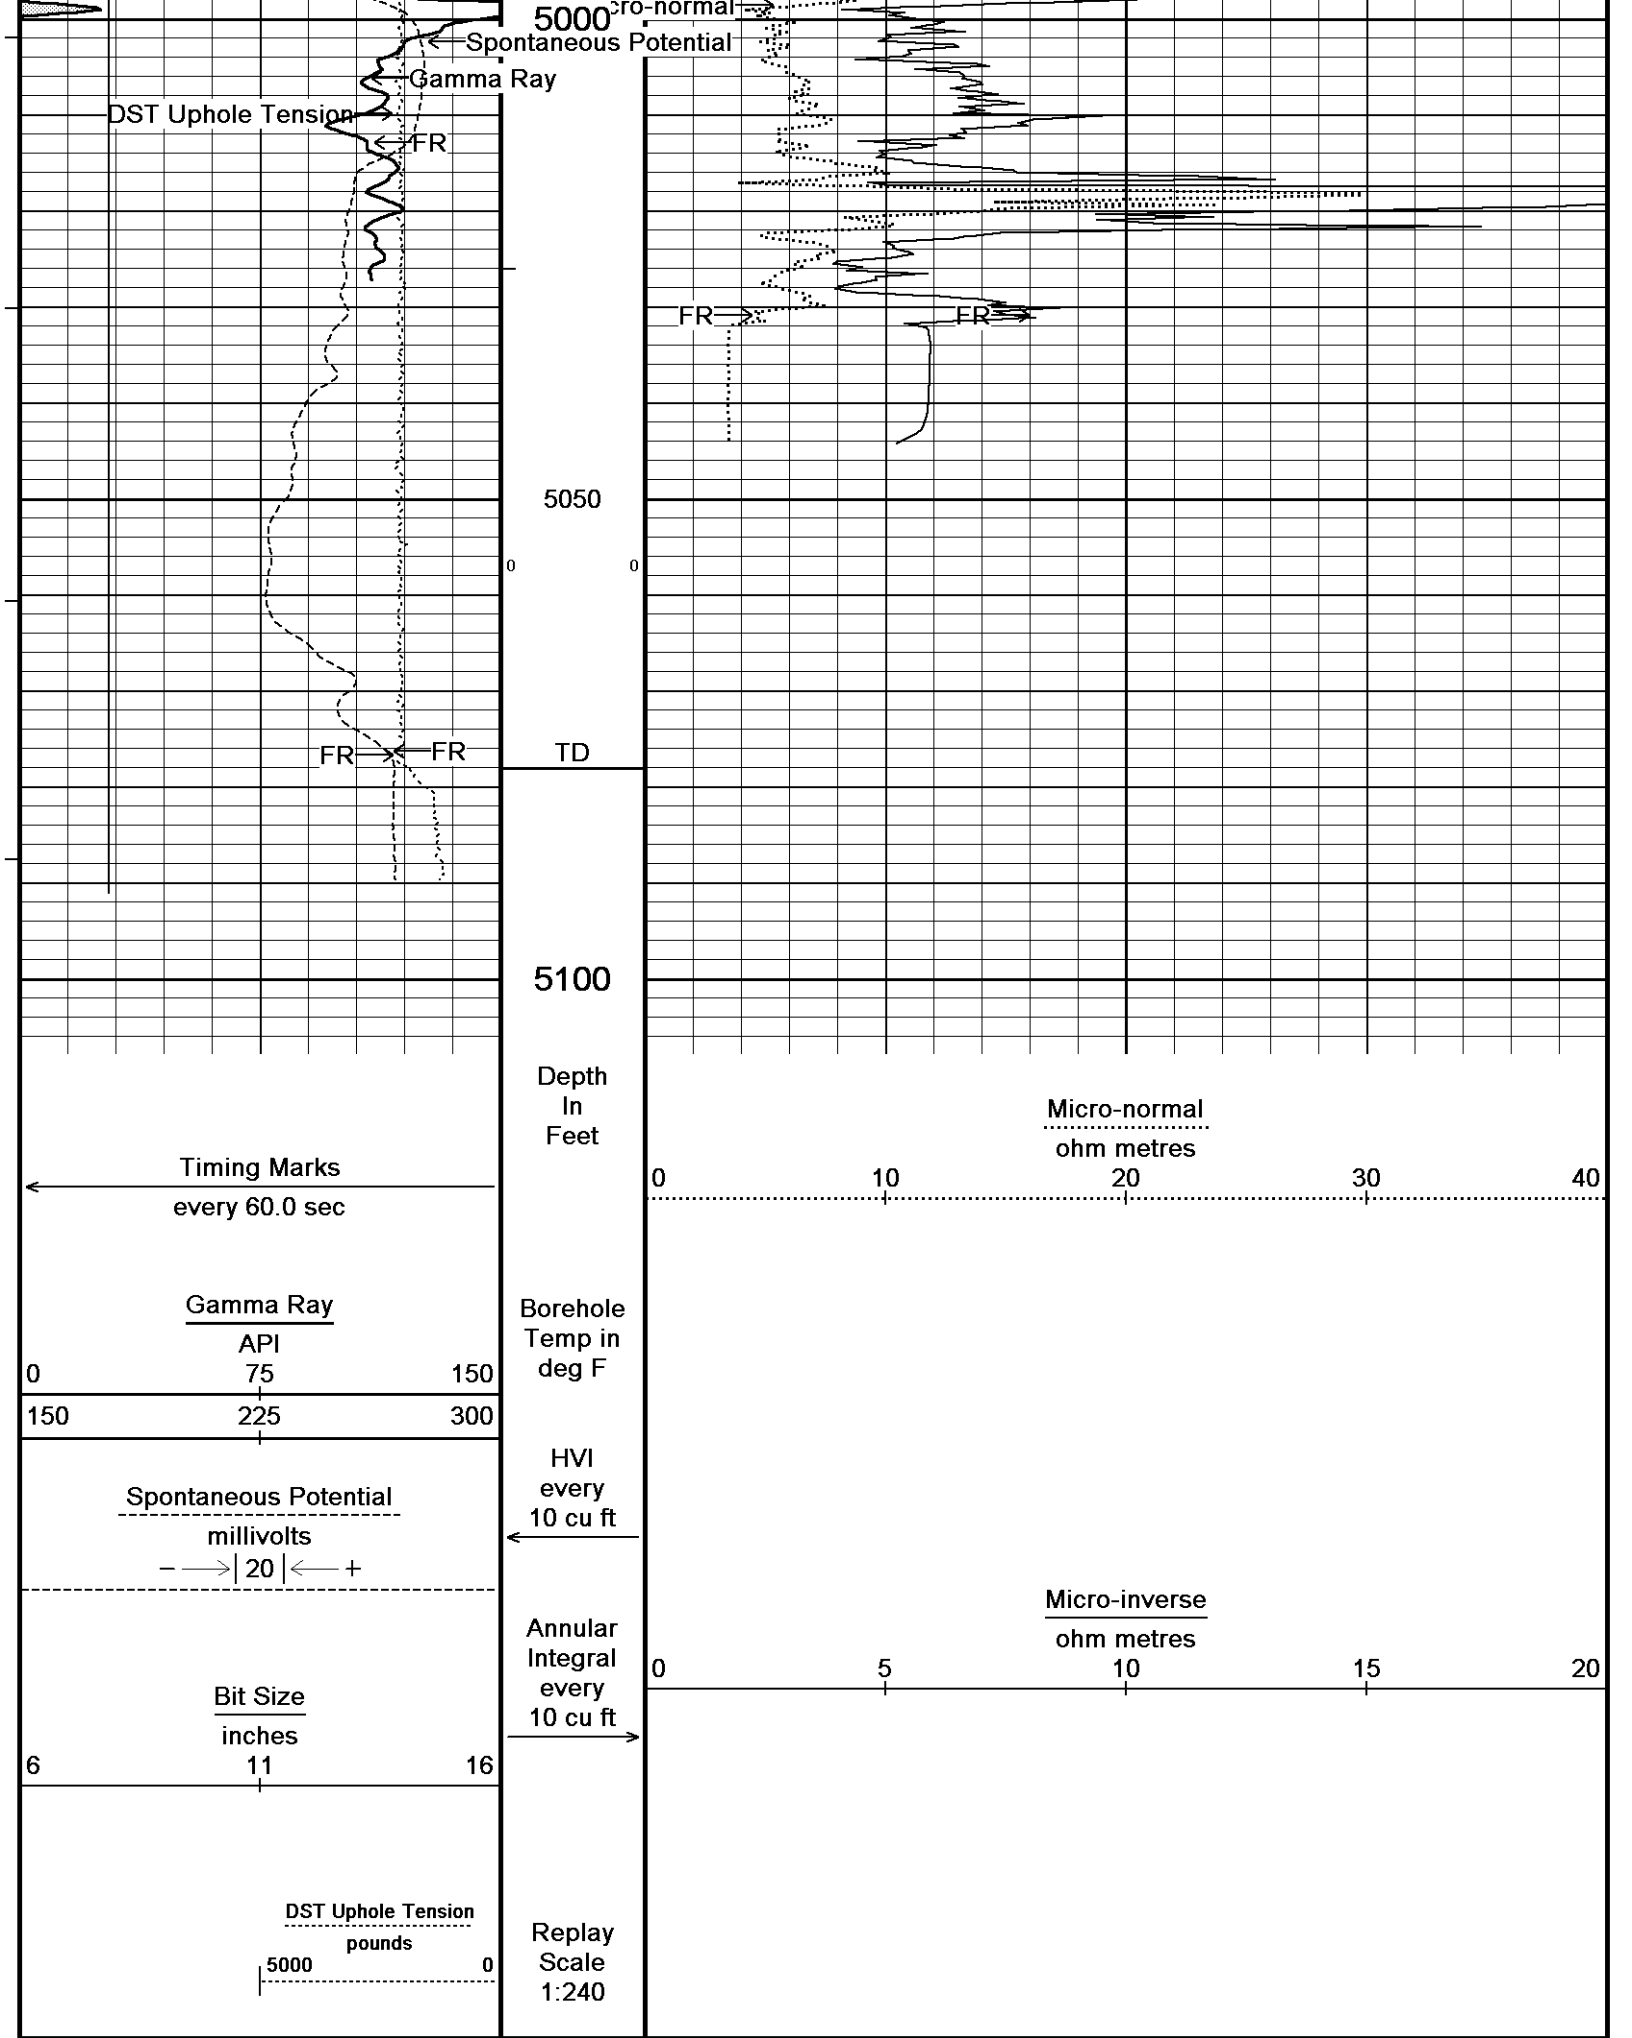 cro-normal
5000
Spontaneous Potential
Gamma Ray
DST Uphole Tension
FR
FR
FR
5050
0 0
FR FR
TD
5100
Depth
In
Feet
Micro-normal
ohm metres
0 10 20 30 40
Timing Marks
every 60.0 sec
Gamma Ray
API
0 75 150
150 225 300
Borehole
Temp in
deg F
HVI
every
10 cu ft
Spontaneous Potential
millivolts
− 20 +
Annular
Integral
every
10 cu ft
Micro-inverse
ohm metres
0 5 10 15 20
Bit Size
inches
6 11 16
DST Uphole Tension
pounds
5000 0
Replay
Scale
1:240